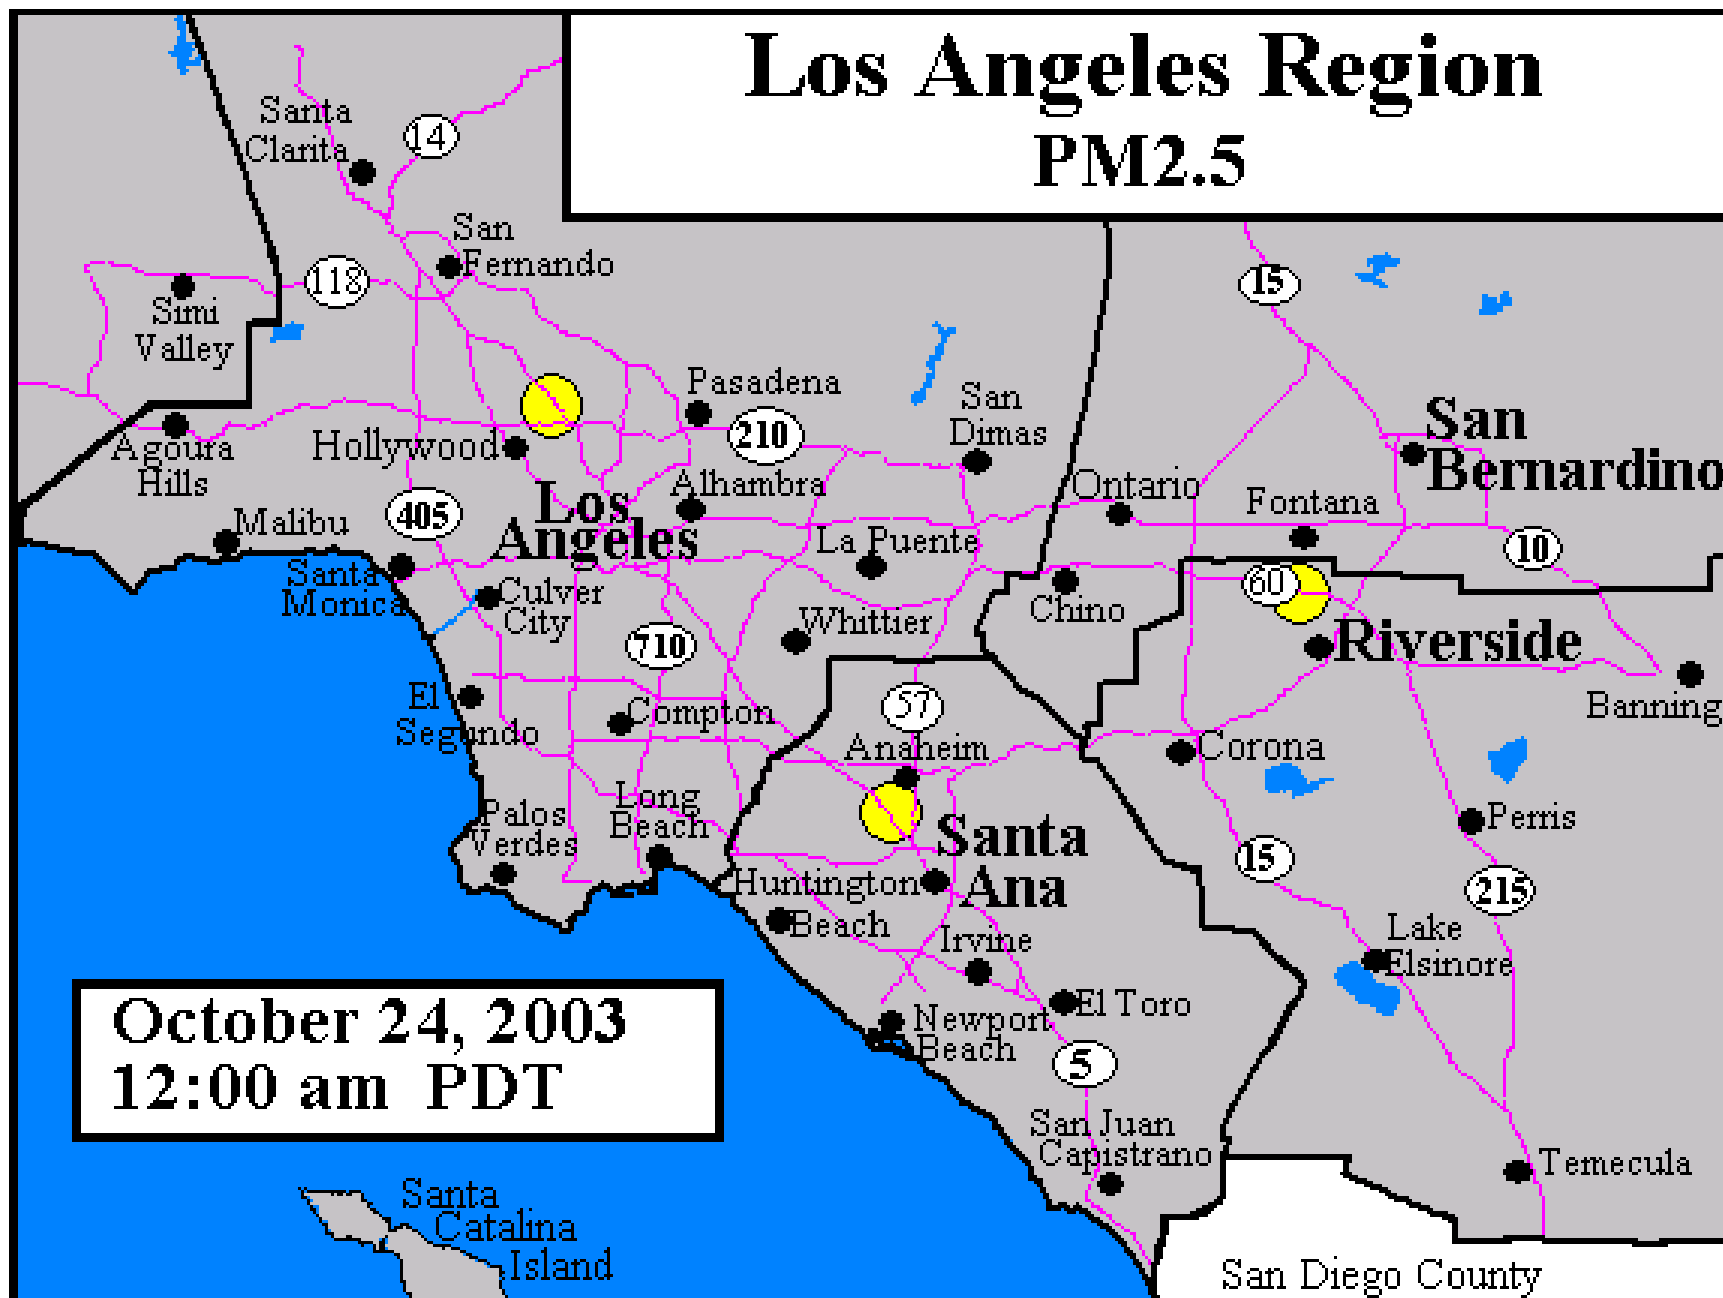 Los Angeles Region
PM2.5
Santa
Clarita
14
San
Fernando
118
15
Simi
Valley
Pasadena
San
Dimas
210
San
Bernardino
Agoura
Hills
Hollywood
Alhambra
Ontario
Fontana
405
Los
Angeles
Malibu
La Puente
10
Santa
Monica
Culver
City
60
Chino
Whittier
710
Riverside
Banning
El
Segundo
Compton
57
Anaheim
Corona
Long
Beach
Palos
Verdes
Santa
Ana
Perris
15
215
Huntington
Beach
Irvine
Lake
Elsinore
El Toro
Newport
Beach
5
October 24, 2003
12:00 am PDT
San Juan
Capistrano
Temecula
Santa
Catalina
Island
San Diego County